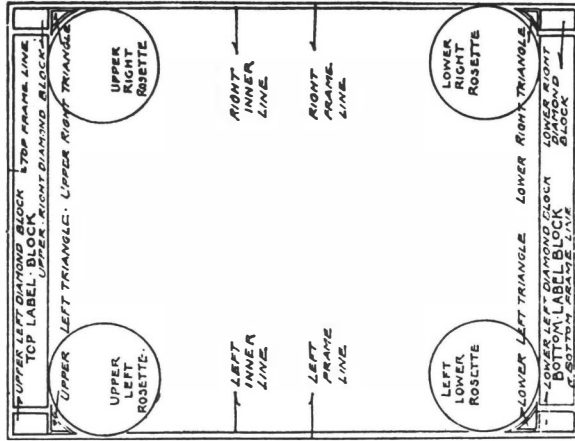 UPPER LEFT DIAMOND BLOCK
TOP FRAME LINE
TOP LABEL · BLOCK
UPPER · RIGHT DIAMOND BLOCK
UPPER LEFT TRIANGLE · UPPER RIGHT TRIANGLE
UPPER
LEFT
ROSETTE.
UPPER
RIGHT
ROSETTE
LEFT
INNER
LINE
RIGHT
INNER
LINE
LEFT
FRAME
LINE
RIGHT
FRAME
LINE
LEFT
LOWER
ROSETTE
LOWER
RIGHT
ROSETTE
LOWER LEFT TRIANGLE LOWER RIGHT TRIANGLE
LOWER LEFT DIAMOND BLOCK
LOWER RIGHT
DIAMOND
BLOCK
BOTTOM · LABEL BLOCK
BOTTOM FRAME LINE